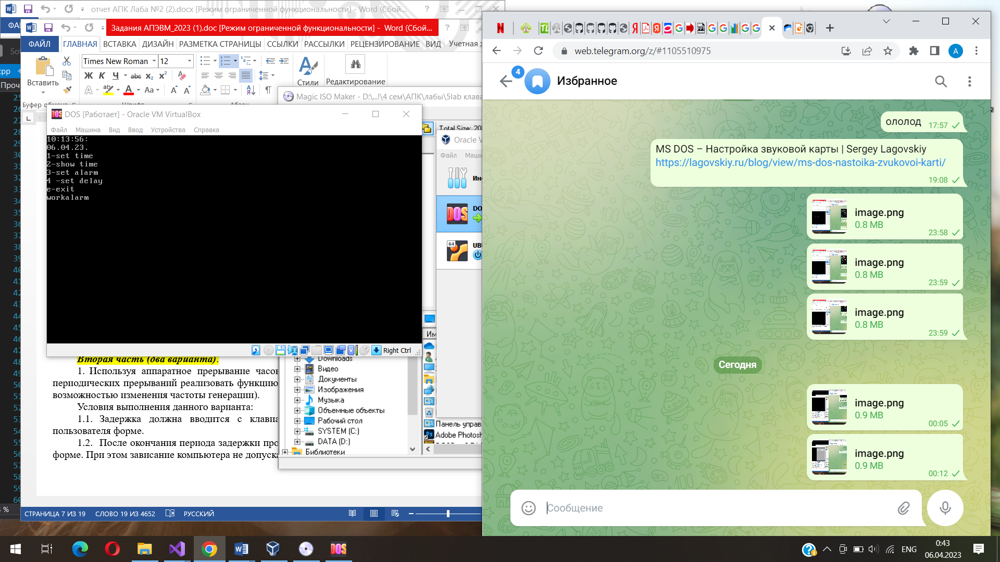 отчет АПК Лаба №2 (2).docx [Режим ограниченной функциональности] - Word (Сбой...
Задания АПЭВМ_2023 (1).doc [Режим ограниченной функциональности] - Word (Сбой...
ФАЙЛ ГЛАВНАЯ ВСТАВКА ДИЗАЙН РАЗМЕТКА СТРАНИЦЫ ССЫЛКИ РАССЫЛКИ РЕЦЕНЗИРОВАНИЕ ВИД Учетная з
Times New Roman 12
Вставить
Стили
Редактирование
Буфер обмена
Magic ISO Maker - D:\...!\4 сем\АПК\лабы\5lab клава
DOS [Работает] - Oracle VM VirtualBox
Файл Машина Вид Ввод Устройства Справка
10:13:56:
06.04.23.
1-set time
2-show time
3-set alarm
4 -set delay
e-exit
workalarm
Right Ctrl
Вторая часть (два варианта).
1. Используя аппаратное прерывание часов
периодических прерываний реализовать функцию
возможностью изменения частоты генерации).
Условия выполнения данного варианта:
1.1. Задержка должна вводится с клавиа
пользователя форме.
1.2. После окончания периода задержки про
форме. При этом зависание компьютера не допуска
СТРАНИЦА 7 ИЗ 19 СЛОВО 19 ИЗ 4652 РУССКИЙ
Total Size: 20
Oracle V
Файл Маши
Ин
DO
DOS
64
UB
Им
Downloads
Видео
Документы
Изображения
Музыка
Объемные объекты
Рабочий стол
SYSTEM (C:)
DATA (D:)
Библиотеки
Панель управ
Adobe Photosh
web.telegram.org/z/#1105510975
A
4
Избранное
ололод 17:57
MS DOS – Настройка звуковой карты | Sergey Lagovskiy
https://lagovskiy.ru/blog/view/ms-dos-nastoika-zvukovoi-karti/
19:08
image.png
0.8 MB
23:58
image.png
0.8 MB
23:59
image.png
0.8 MB
23:59
Сегодня
image.png
0.9 MB
00:05
image.png
0.9 MB
00:12
Сообщение
DOS
ENG
0:43
06.04.2023